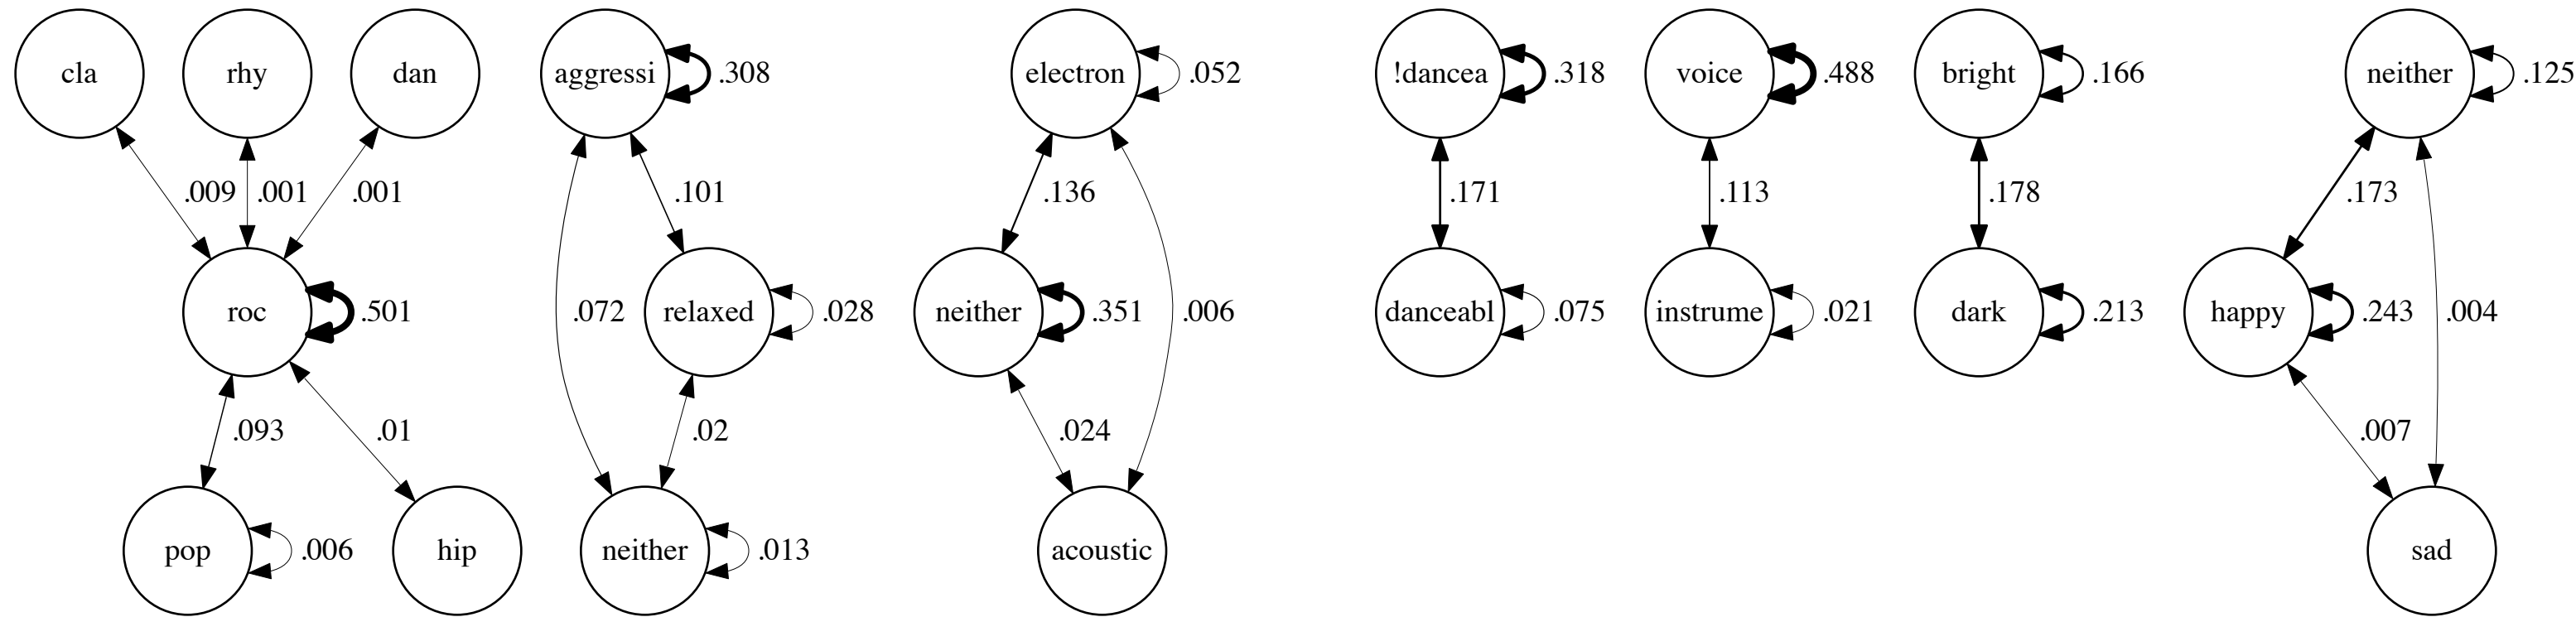 cla rhy dan aggressi .308 electron .052 !dancea .318 voice .488 bright .166 neither .125
.009 .001 .001 .101 .136 .171 .113 .178 .173
roc .501 .072 relaxed .028 neither .351 .006 danceabl .075 instrume .021 dark .213 happy .243 .004
.093 .01 .02 .024 .007
pop .006 hip neither .013 acoustic sad